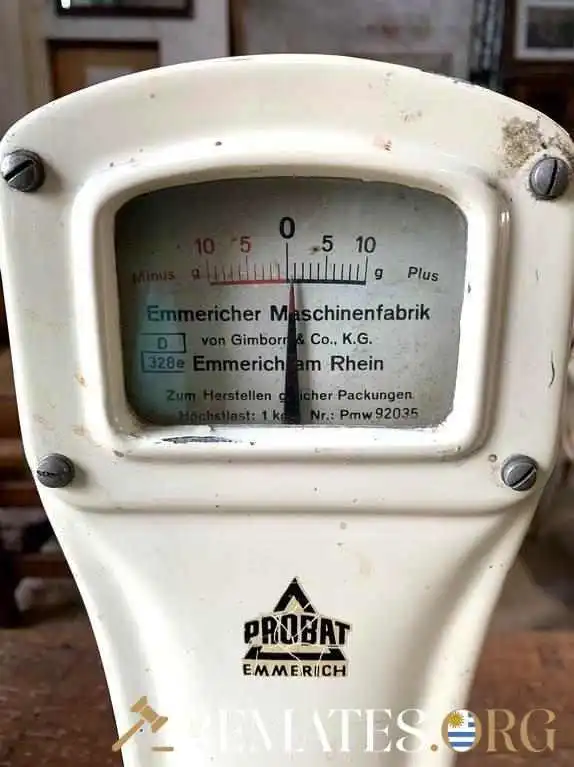 10 5 0 5 10
Minus g g Plus
Emmericher Maschinenfabrik
D von Gimborn & Co., K.G.
328e Emmerich am Rhein
Zum Herstellen gleicher Packungen
Höchstlast: 1 kg Nr.: Pmw 92035
PROBAT
EMMERICH
REMATES.ORG